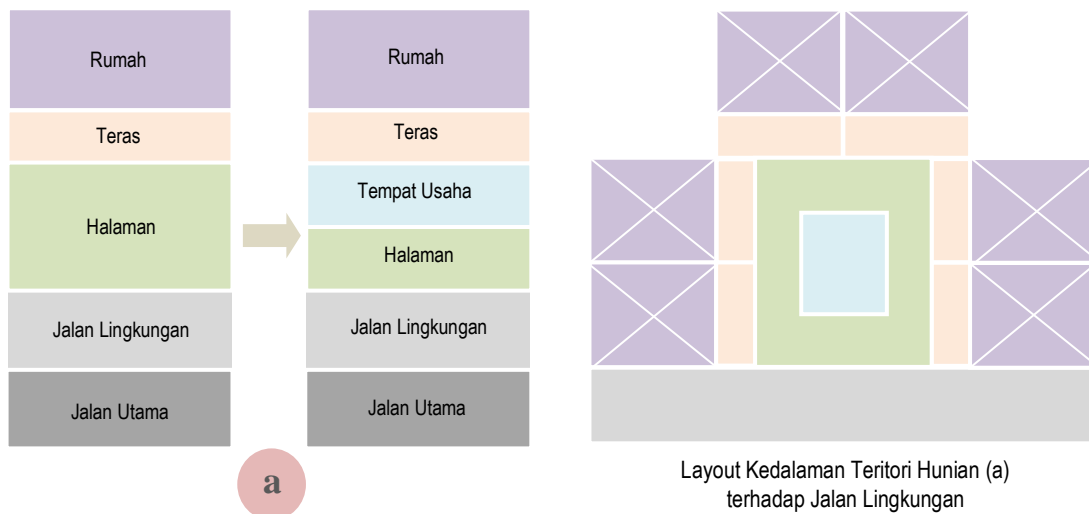 Rumah
Teras
Halaman
Jalan Lingkungan
Jalan Utama
Rumah
Teras
Tempat Usaha
Halaman
Jalan Lingkungan
Jalan Utama
a
Layout Kedalaman Teritori Hunian (a)
terhadap Jalan Lingkungan